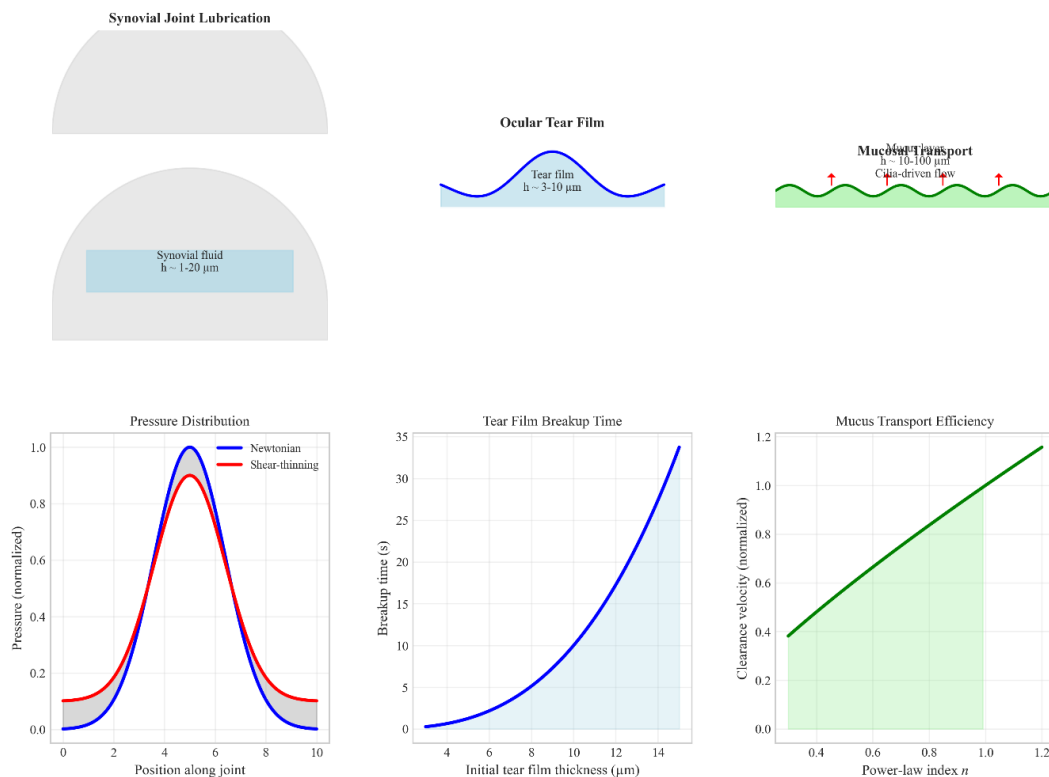 Synovial Joint Lubrication
Synovial fluid
h ~ 1-20 μm
Ocular Tear Film
Tear film
h ~ 3-10 μm
Mucosal Transport
Mucus layer
h ~ 10-100 μm
Cilia-driven flow
Pressure Distribution
Newtonian
Shear-thinning
Pressure (normalized)
1.0
0.8
0.6
0.4
0.2
0.0
0
2
4
6
8
10
Position along joint
Tear Film Breakup Time
Breakup time (s)
35
30
25
20
15
10
5
0
4
6
8
10
12
14
Initial tear film thickness (μm)
Mucus Transport Efficiency
Clearance velocity (normalized)
1.2
1.0
0.8
0.6
0.4
0.2
0.0
0.4
0.6
0.8
1.0
1.2
Power-law index n